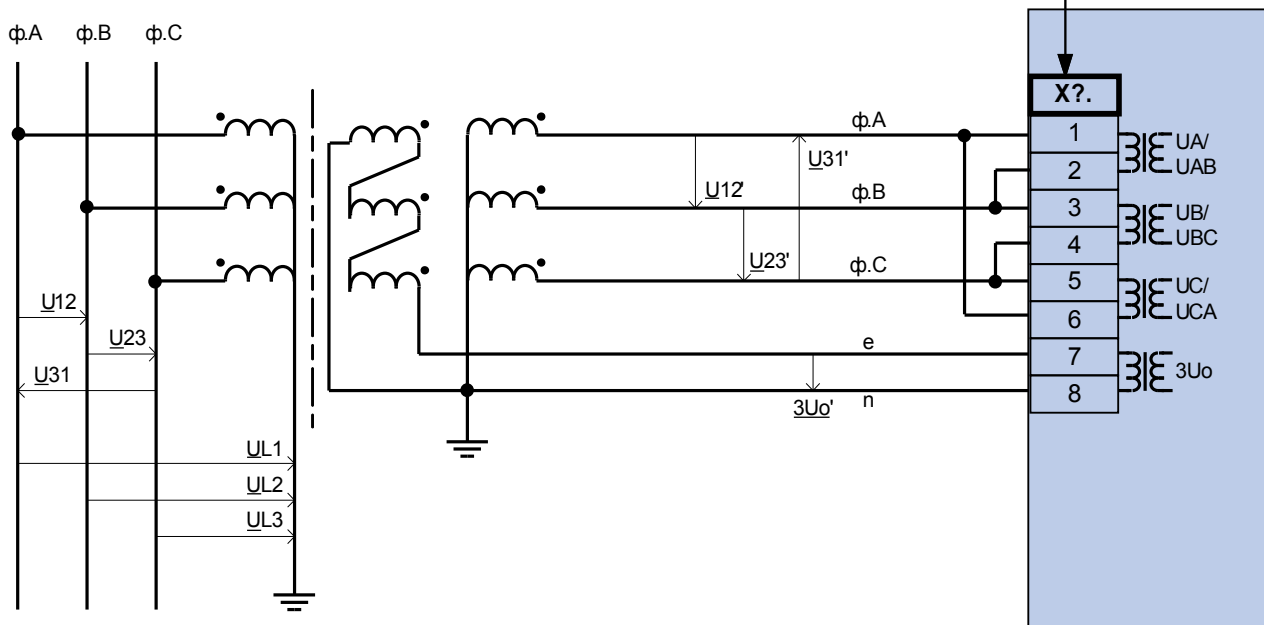 ф.A
ф.B
ф.C
X?.
ф.A
1
UA/
UAB
U31'
2
U12'
ф.B
3
UB/
UBC
4
U23'
ф.C
5
UC/
UCA
6
U12
U23
e
7
3Uo
U31
3Uo'
n
8
UL1
UL2
UL3